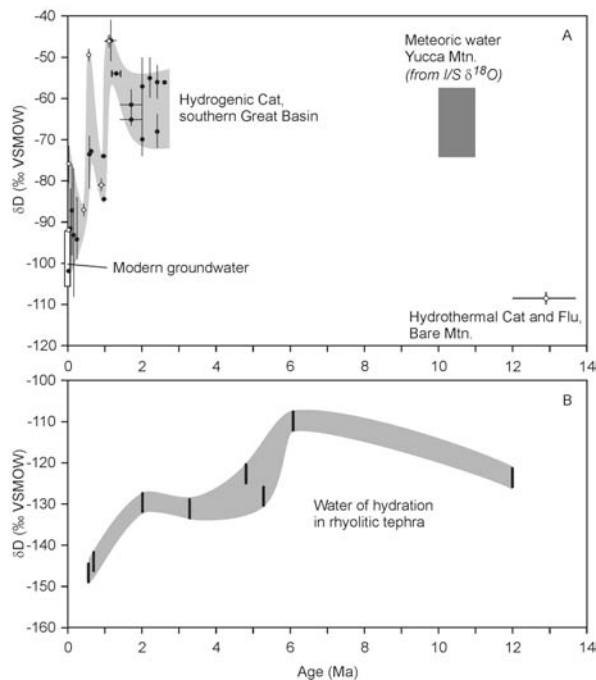 -40
-50
-60
-70
-80
-90
-100
-110
-120
δD (‰ VSMOW)
A
Meteoric water
Yucca Mtn.
(from I/S δ18O)
Hydrogenic Cat,
southern Great Basin
Modern groundwater
Hydrothermal Cat and Flu,
Bare Mtn.
0 2 4 6 8 10 12 14
-100
-110
-120
-130
-140
-150
-160
δD (‰ VSMOW)
B
Water of hydration
in rhyolitic tephra
0 2 4 6 8 10 12 14
Age (Ma)